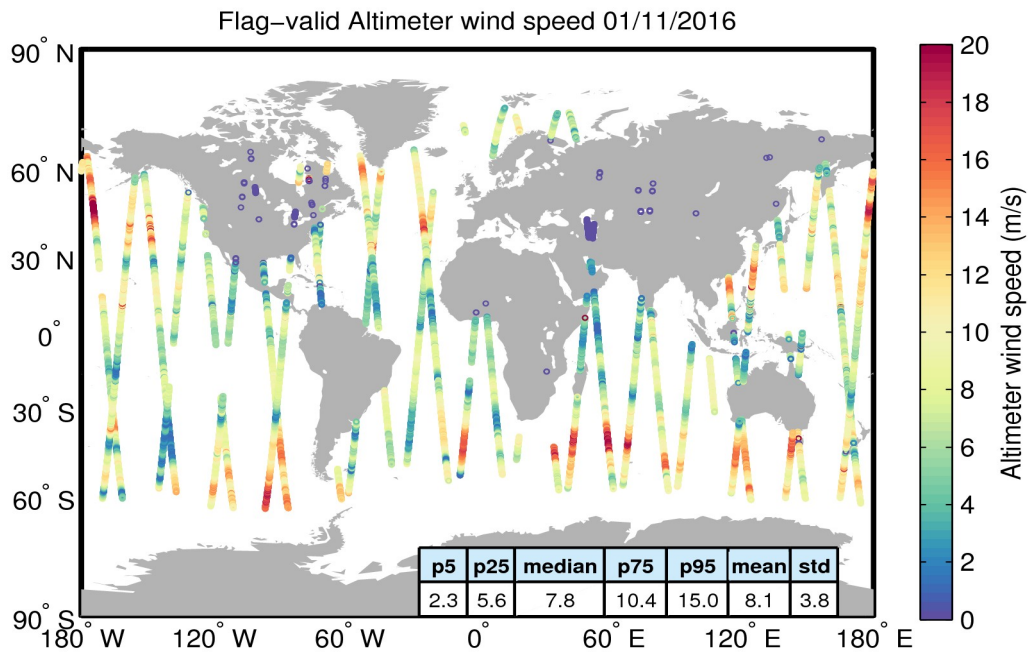 Flag−valid Altimeter wind speed 01/11/2016
90° N
60° N
30° N
0°
30° S
60° S
90° S
180° W
120° W
60° W
0°
60° E
120° E
180° E
p5 p25 median p75 p95 mean std
2.3 5.6 7.8 10.4 15.0 8.1 3.8
20
18
16
14
12
10
8
6
4
2
0
Altimeter wind speed (m/s)